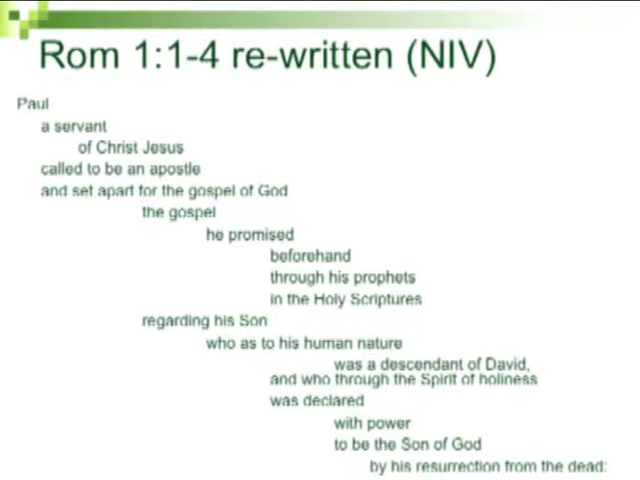 Rom 1:1-4 re-written (NIV)
Paul
a servant
of Christ Jesus
called to be an apostle
and set apart for the gospel of God
the gospel
he promised
beforehand
through his prophets
in the Holy Scriptures
regarding his Son
who as to his human nature
was a descendant of David,
and who through the Spirit of holiness
was declared
with power
to be the Son of God
by his resurrection from the dead: